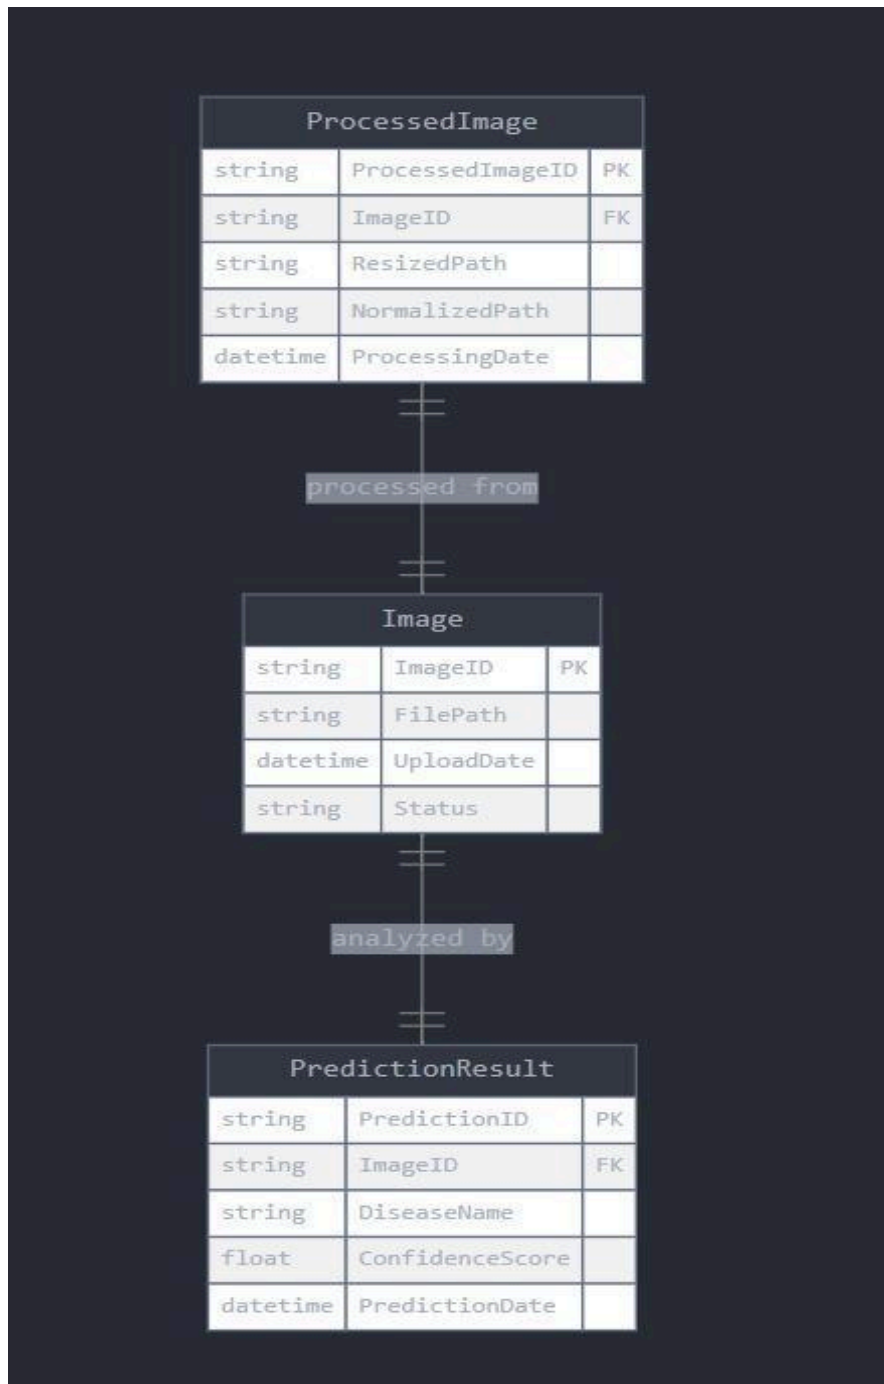 ProcessedImage
string ProcessedImageID PK
string ImageID FK
string ResizedPath
string NormalizedPath
datetime ProcessingDate
processed from
Image
string ImageID PK
string FilePath
datetime UploadDate
string Status
analyzed by
PredictionResult
string PredictionID PK
string ImageID FK
string DiseaseName
float ConfidenceScore
datetime PredictionDate